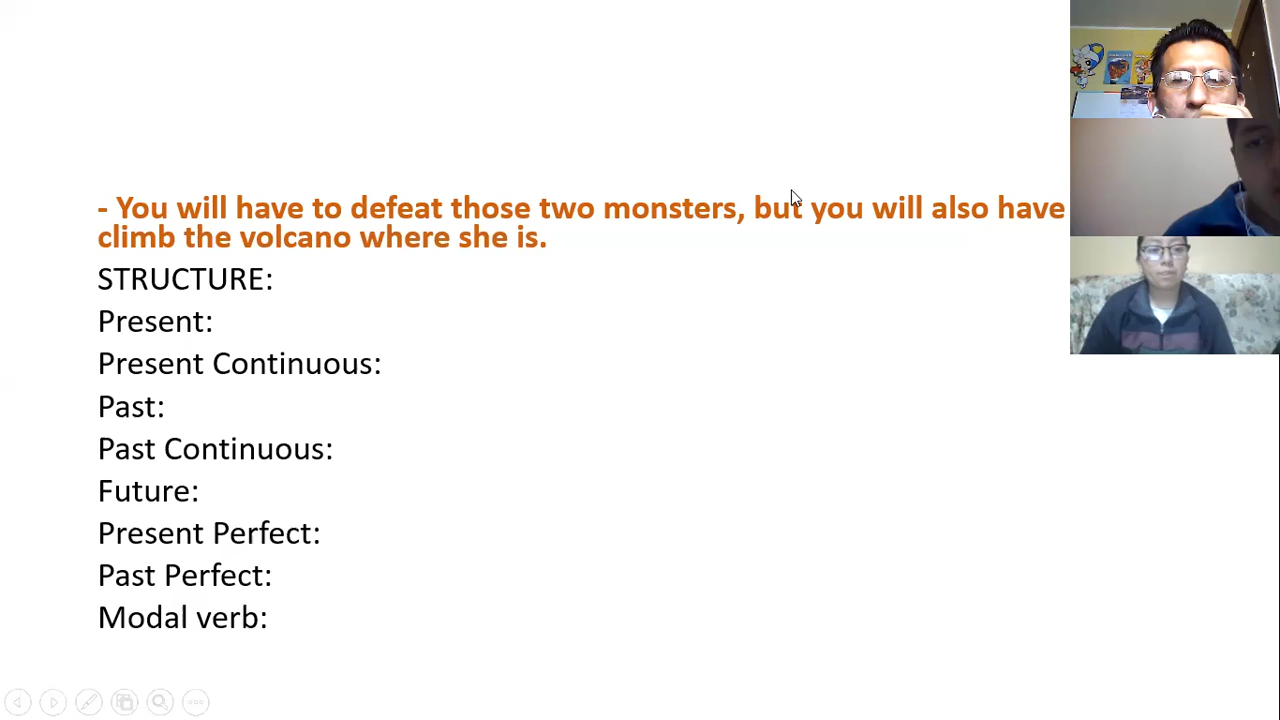 - You will have to defeat those two monsters, but you will also have
climb the volcano where she is.
STRUCTURE:
Present:
Present Continuous:
Past:
Past Continuous:
Future:
Present Perfect:
Past Perfect:
Modal verb: